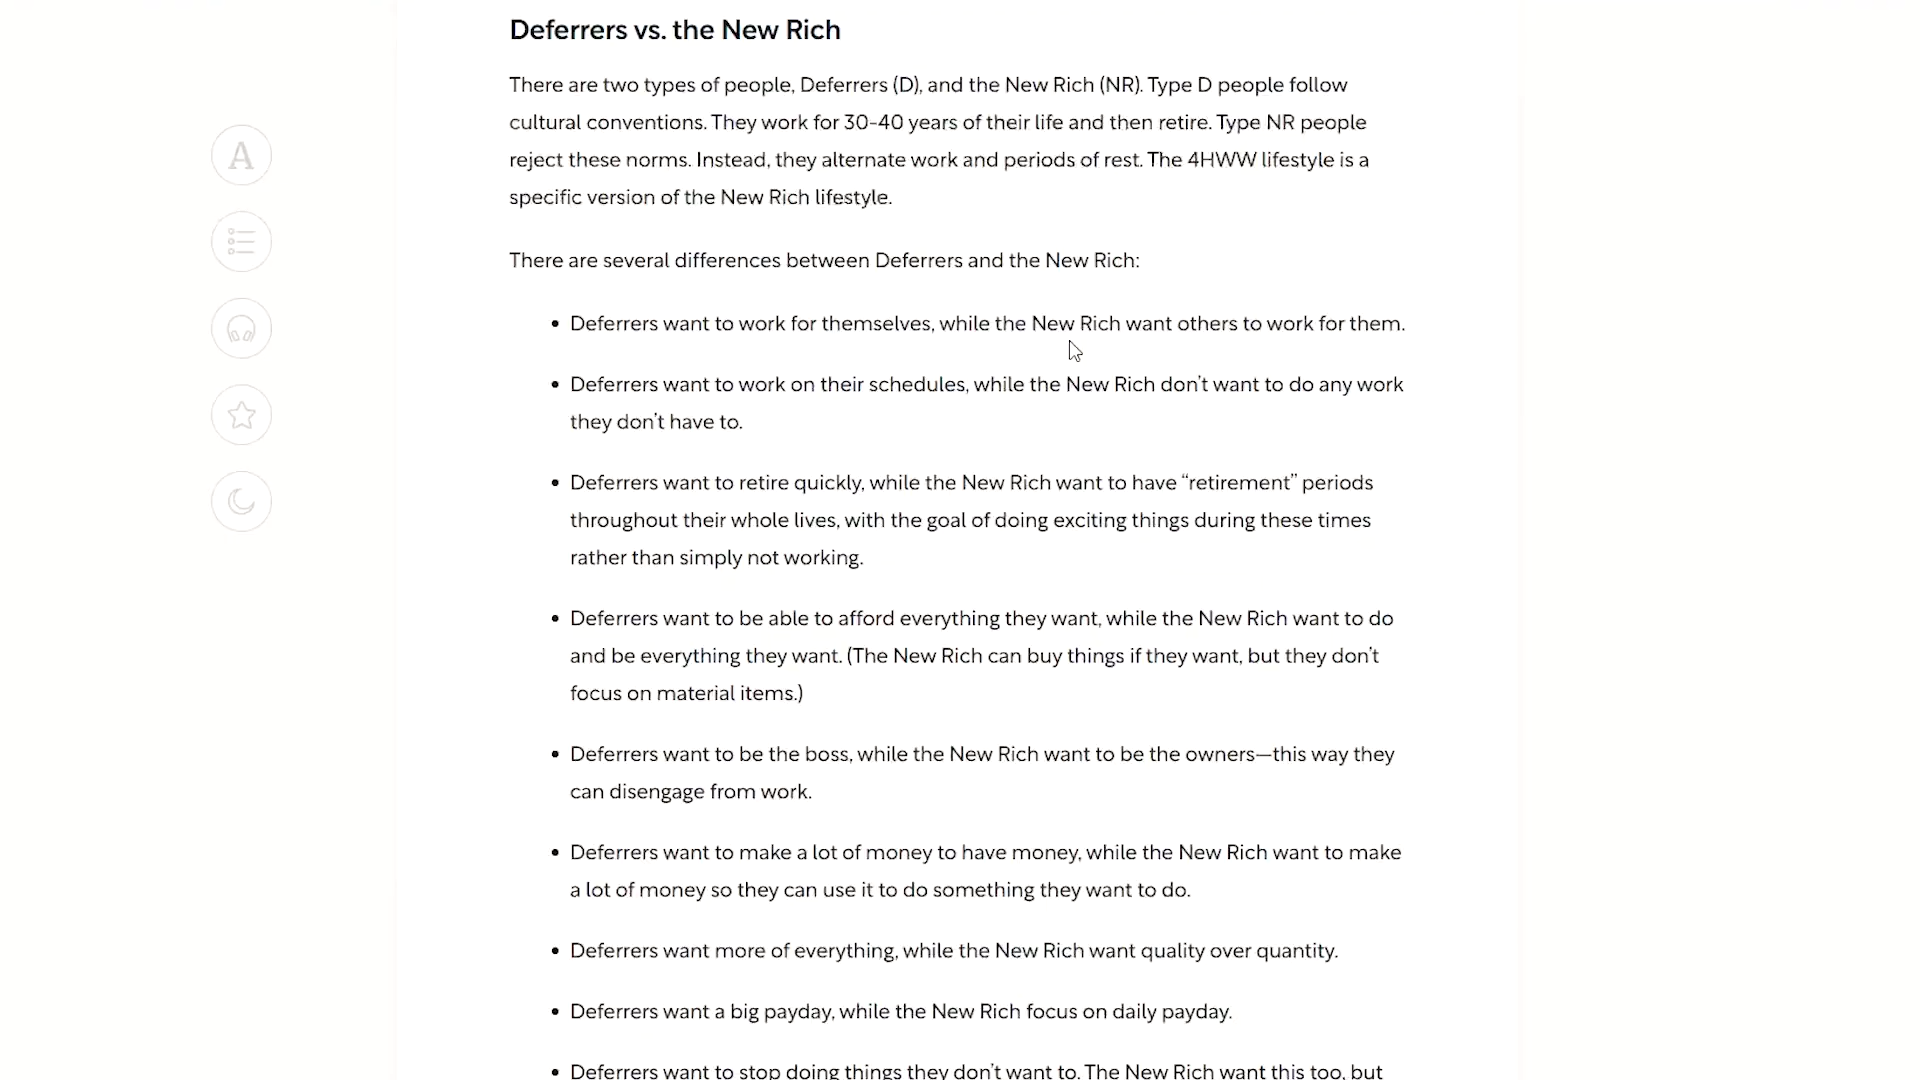 Deferrers vs. the New Rich
There are two types of people, Deferrers (D), and the New Rich (NR). Type D people follow
cultural conventions. They work for 30-40 years of their life and then retire. Type NR people
reject these norms. Instead, they alternate work and periods of rest. The 4HWW lifestyle is a
specific version of the New Rich lifestyle.
There are several differences between Deferrers and the New Rich:
• Deferrers want to work for themselves, while the New Rich want others to work for them.
• Deferrers want to work on their schedules, while the New Rich don't want to do any work
they don't have to.
• Deferrers want to retire quickly, while the New Rich want to have “retirement” periods
throughout their whole lives, with the goal of doing exciting things during these times
rather than simply not working.
• Deferrers want to be able to afford everything they want, while the New Rich want to do
and be everything they want. (The New Rich can buy things if they want, but they don't
focus on material items.)
• Deferrers want to be the boss, while the New Rich want to be the owners—this way they
can disengage from work.
• Deferrers want to make a lot of money to have money, while the New Rich want to make
a lot of money so they can use it to do something they want to do.
• Deferrers want more of everything, while the New Rich want quality over quantity.
• Deferrers want a big payday, while the New Rich focus on daily payday.
• Deferrers want to stop doing things they don't want to. The New Rich want this too, but
A